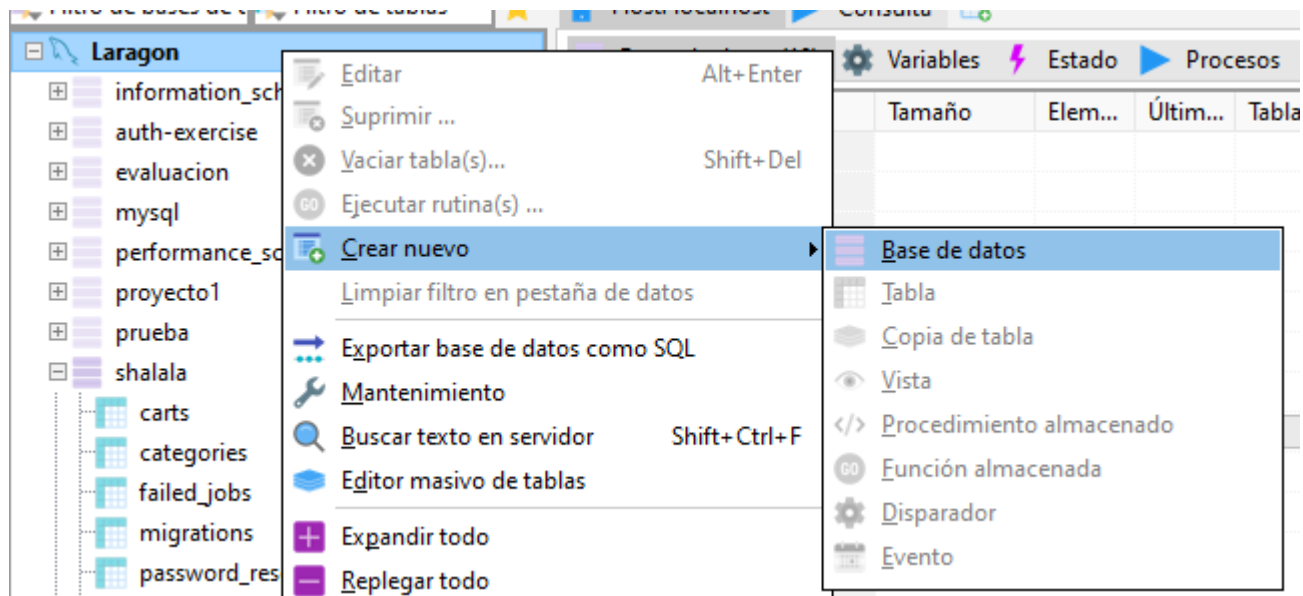 Filtro de bases de t
Filtro de tablas
Host: localhost
Consulta
Laragon
information_sch
auth-exercise
evaluacion
mysql
performance_sc
proyecto1
prueba
shalala
carts
categories
failed_jobs
migrations
password_res
Editar Alt+Enter
Suprimir ...
Vaciar tabla(s)... Shift+Del
Ejecutar rutina(s) ...
Crear nuevo
Limpiar filtro en pestaña de datos
Exportar base de datos como SQL
Mantenimiento
Buscar texto en servidor Shift+Ctrl+F
Editor masivo de tablas
Expandir todo
Replegar todo
Variables
Estado
Procesos
Tamaño
Elem...
Últim...
Tabla
Base de datos
Tabla
Copia de tabla
Vista
Procedimiento almacenado
Función almacenada
Disparador
Evento